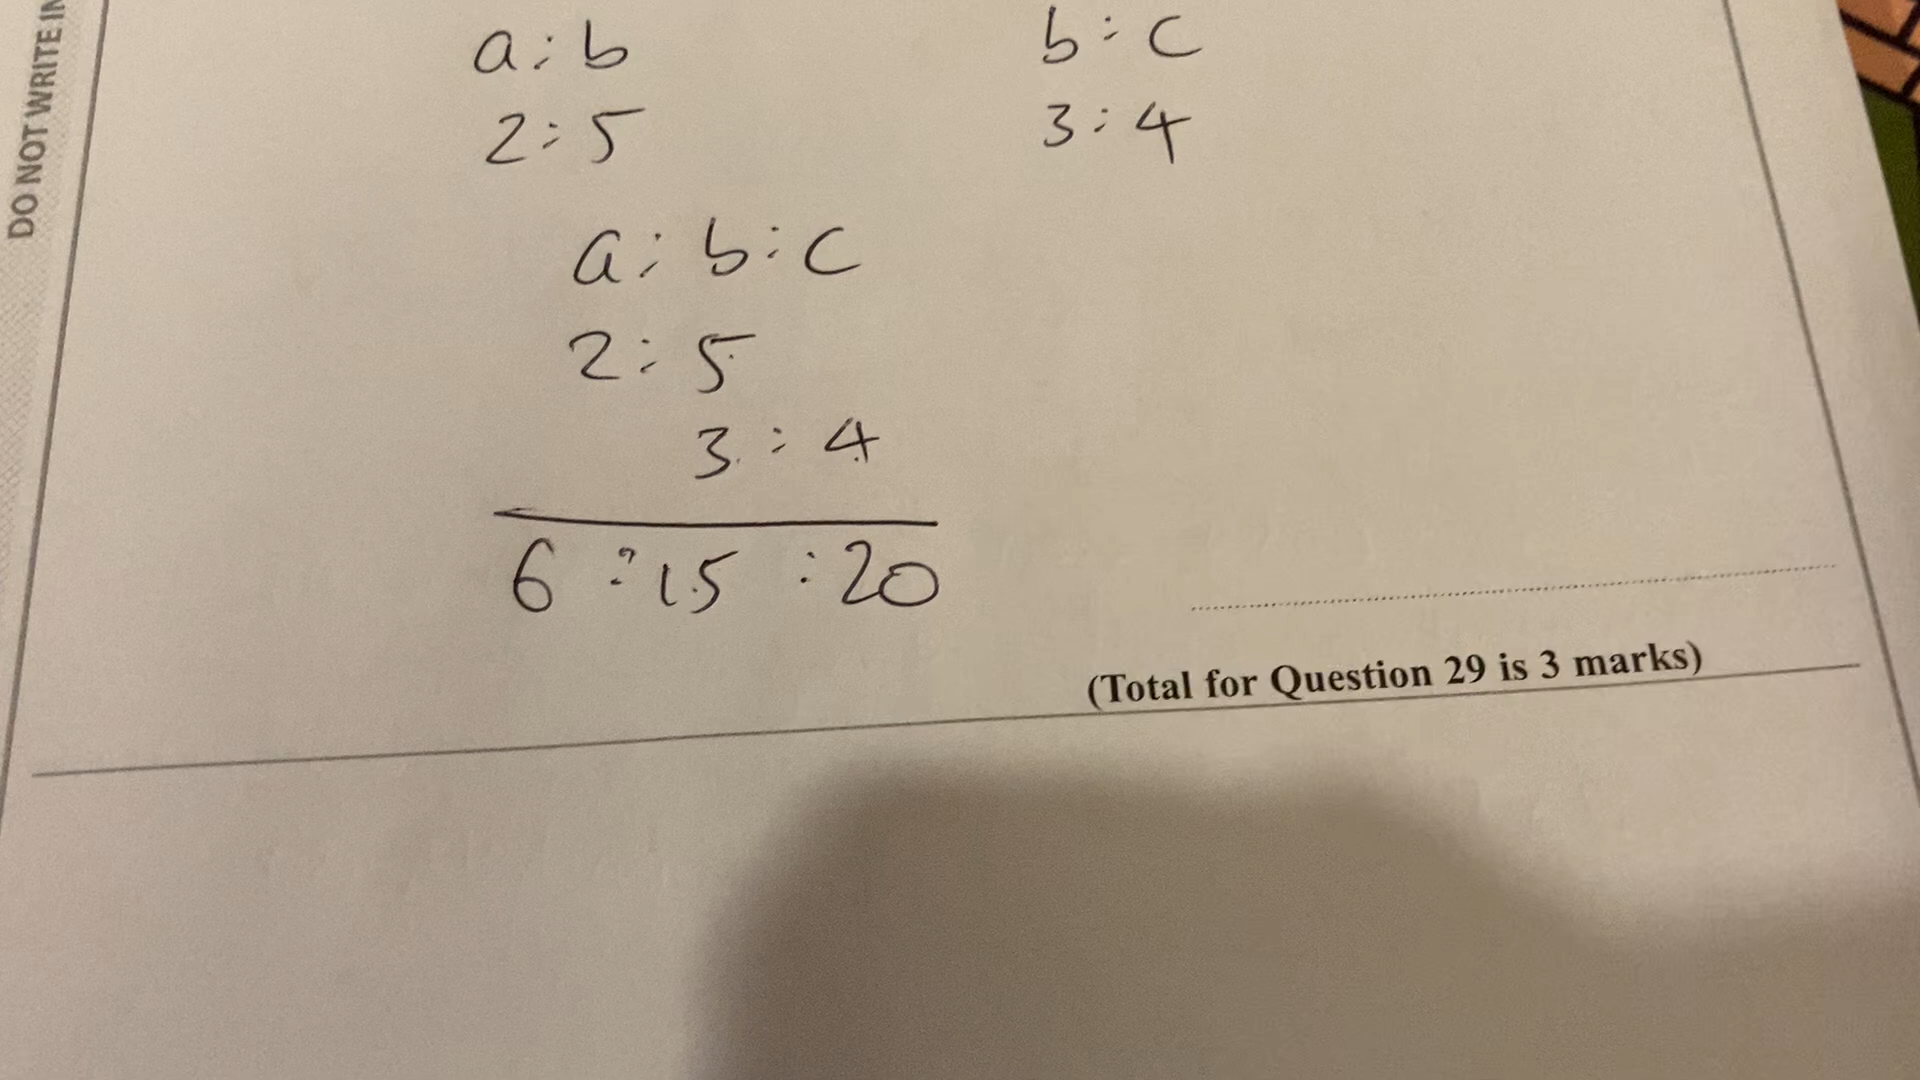 DO NOT WRITE IN
a : b b : c
2 : 5 3 : 4
a : b : c
2 : 5
3 : 4
6 : 15 : 20
(Total for Question 29 is 3 marks)